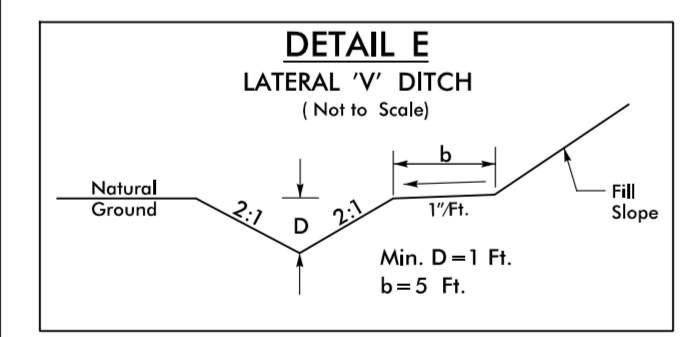 DETAIL E
LATERAL 'V' DITCH
( Not to Scale)
b
Natural
Ground
2:1
D
2:1
1"/Ft.
Fill
Slope
Min. D=1 Ft.
b=5 Ft.